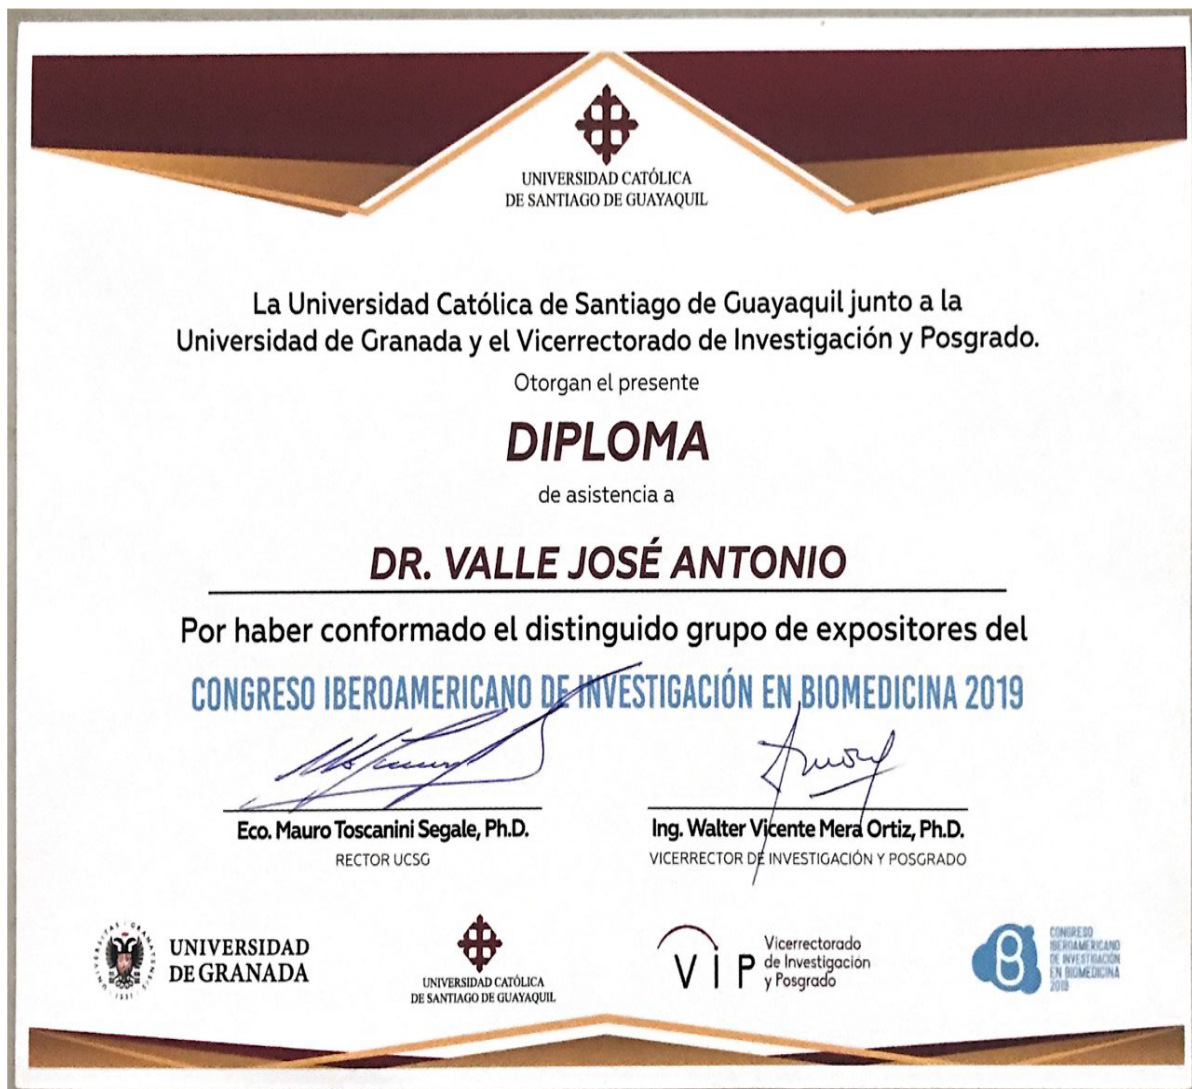 UNIVERSIDAD CATÓLICA
DE SANTIAGO DE GUAYAQUIL
La Universidad Católica de Santiago de Guayaquil junto a la
Universidad de Granada y el Vicerrectorado de Investigación y Posgrado.
Otorgan el presente
DIPLOMA
de asistencia a
DR. VALLE JOSÉ ANTONIO
Por haber conformado el distinguido grupo de expositores del
CONGRESO IBEROAMERICANO DE INVESTIGACIÓN EN BIOMEDICINA 2019
Eco. Mauro Toscanini Segale, Ph.D.
RECTOR UCSG
Ing. Walter Vicente Mera Ortiz, Ph.D.
VICERRECTOR DE INVESTIGACIÓN Y POSGRADO
UNIVERSIDAD
DE GRANADA
UNIVERSIDAD CATÓLICA
DE SANTIAGO DE GUAYAQUIL
VIP
Vicerrectorado
de Investigación
y Posgrado
CONGRESO
IBEROAMERICANO
DE INVESTIGACIÓN
EN BIOMEDICINA
2019